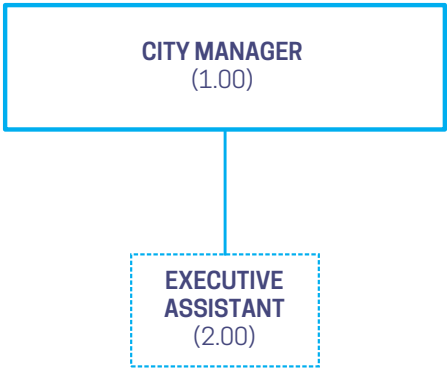 CITY MANAGER
(1.00)
EXECUTIVE
ASSISTANT
(2.00)